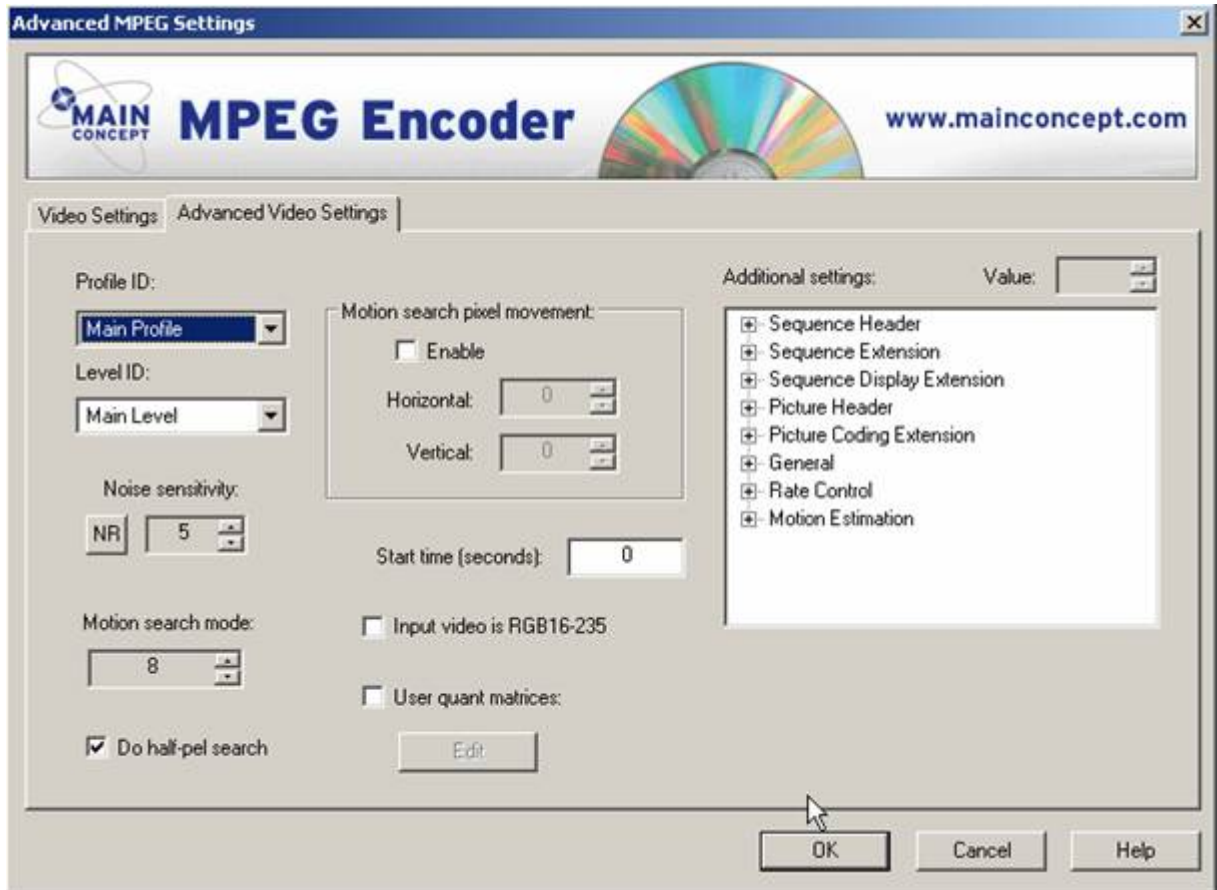 Advanced MPEG Settings
MAIN
CONCEPT
MPEG Encoder
www.mainconcept.com
Video Settings
Advanced Video Settings
Profile ID:
Main Profile
Level ID:
Main Level
Noise sensitivity:
NR
5
Motion search mode:
8
Do half-pel search
Motion search pixel movement:
Enable
Horizontal:
0
Vertical:
0
Start time (seconds):
0
Input video is RGB16-235
User quant matrices:
Edit
Additional settings:
Value:
Sequence Header
Sequence Extension
Sequence Display Extension
Picture Header
Picture Coding Extension
General
Rate Control
Motion Estimation
OK
Cancel
Help